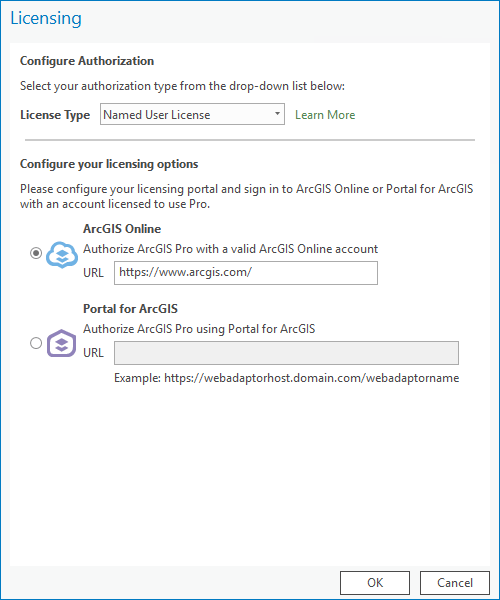 Licensing
Configure Authorization
Select your authorization type from the drop-down list below:
License Type Named User License Learn More
Configure your licensing options
Please configure your licensing portal and sign in to ArcGIS Online or Portal for ArcGIS
with an account licensed to use Pro.
ArcGIS Online
Authorize ArcGIS Pro with a valid ArcGIS Online account
URL https://www.arcgis.com/
Portal for ArcGIS
Authorize ArcGIS Pro using Portal for ArcGIS
URL
Example: https://webadaptorhost.domain.com/webadaptorname
OK Cancel